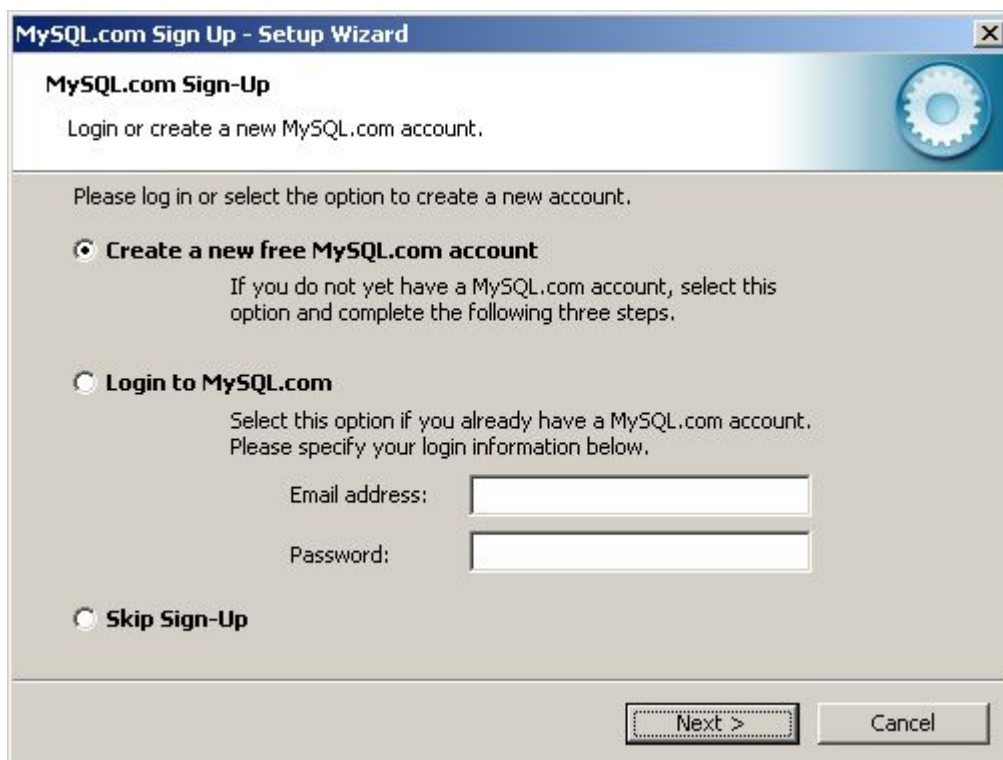 MySQL.com Sign Up - Setup Wizard
MySQL.com Sign-Up
Login or create a new MySQL.com account.
Please log in or select the option to create a new account.
Create a new free MySQL.com account
If you do not yet have a MySQL.com account, select this
option and complete the following three steps.
Login to MySQL.com
Select this option if you already have a MySQL.com account.
Please specify your login information below.
Email address:
Password:
Skip Sign-Up
Next >
Cancel